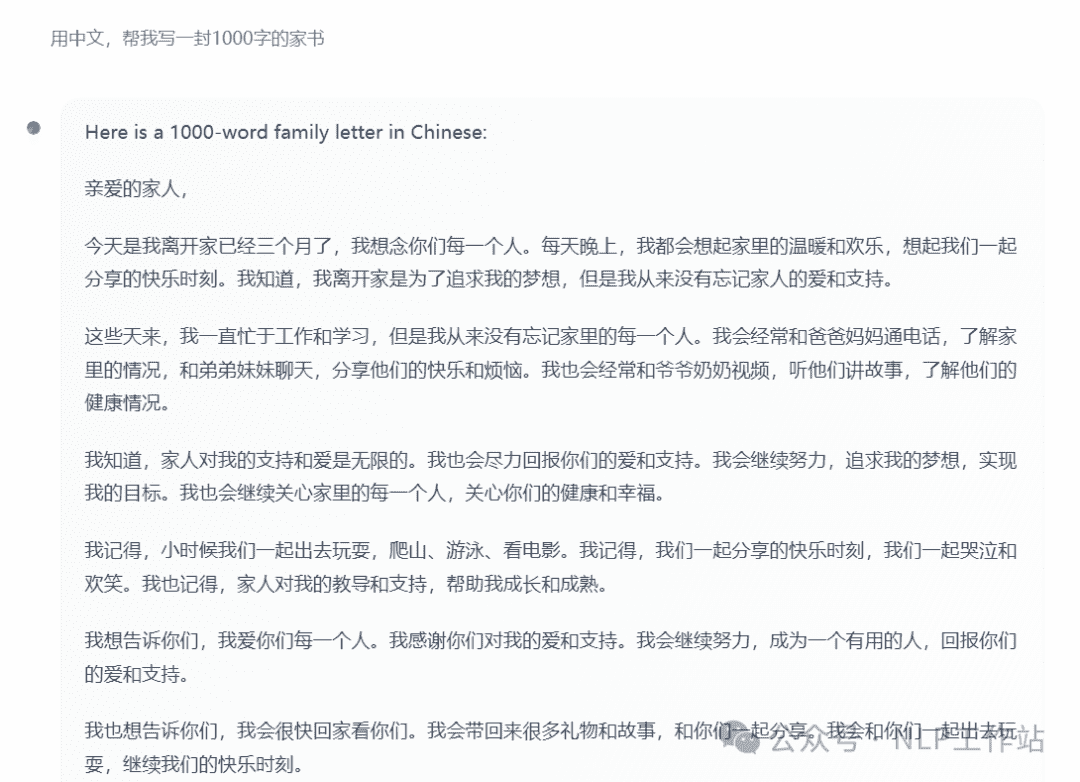 用中文，帮我写一封1000字的家书
Here is a 1000-word family letter in Chinese:
亲爱的家人，
今天是我离开家已经三个月了，我想念你们每一个人。每天晚上，我都会想起家里的温暖和欢乐，想起我们一起
分享的快乐时刻。我知道，我离开家是为了追求我的梦想，但是我从来没有忘记家人的爱和支持。
这些天来，我一直忙于工作和学习，但是我从来没有忘记家里的每一个人。我会经常和爸爸妈妈通电话，了解家
里的情况，和弟弟妹妹聊天，分享他们的快乐和烦恼。我也会经常和爷爷奶奶视频，听他们讲故事，了解他们的
健康情况。
我知道，家人对我的支持和爱是无限的。我也会尽力回报你们的爱和支持。我会继续努力，追求我的梦想，实现
我的目标。我也会继续关心家里的每一个人，关心你们的健康和幸福。
我记得，小时候我们一起出去玩耍，爬山、游泳、看电影。我记得，我们一起分享的快乐时刻，我们一起哭泣和
欢笑。我也记得，家人对我的教导和支持，帮助我成长和成熟。
我想告诉你们，我爱你们每一个人。我感谢你们对我的爱和支持。我会继续努力，成为一个有用的人，回报你们
的爱和支持。
我也想告诉你们，我会很快回家看你们。我会带回来很多礼物和故事，和你们一起分享。我会和你们一起出去玩
耍，继续我们的快乐时刻。
公众号 · NLP工作站